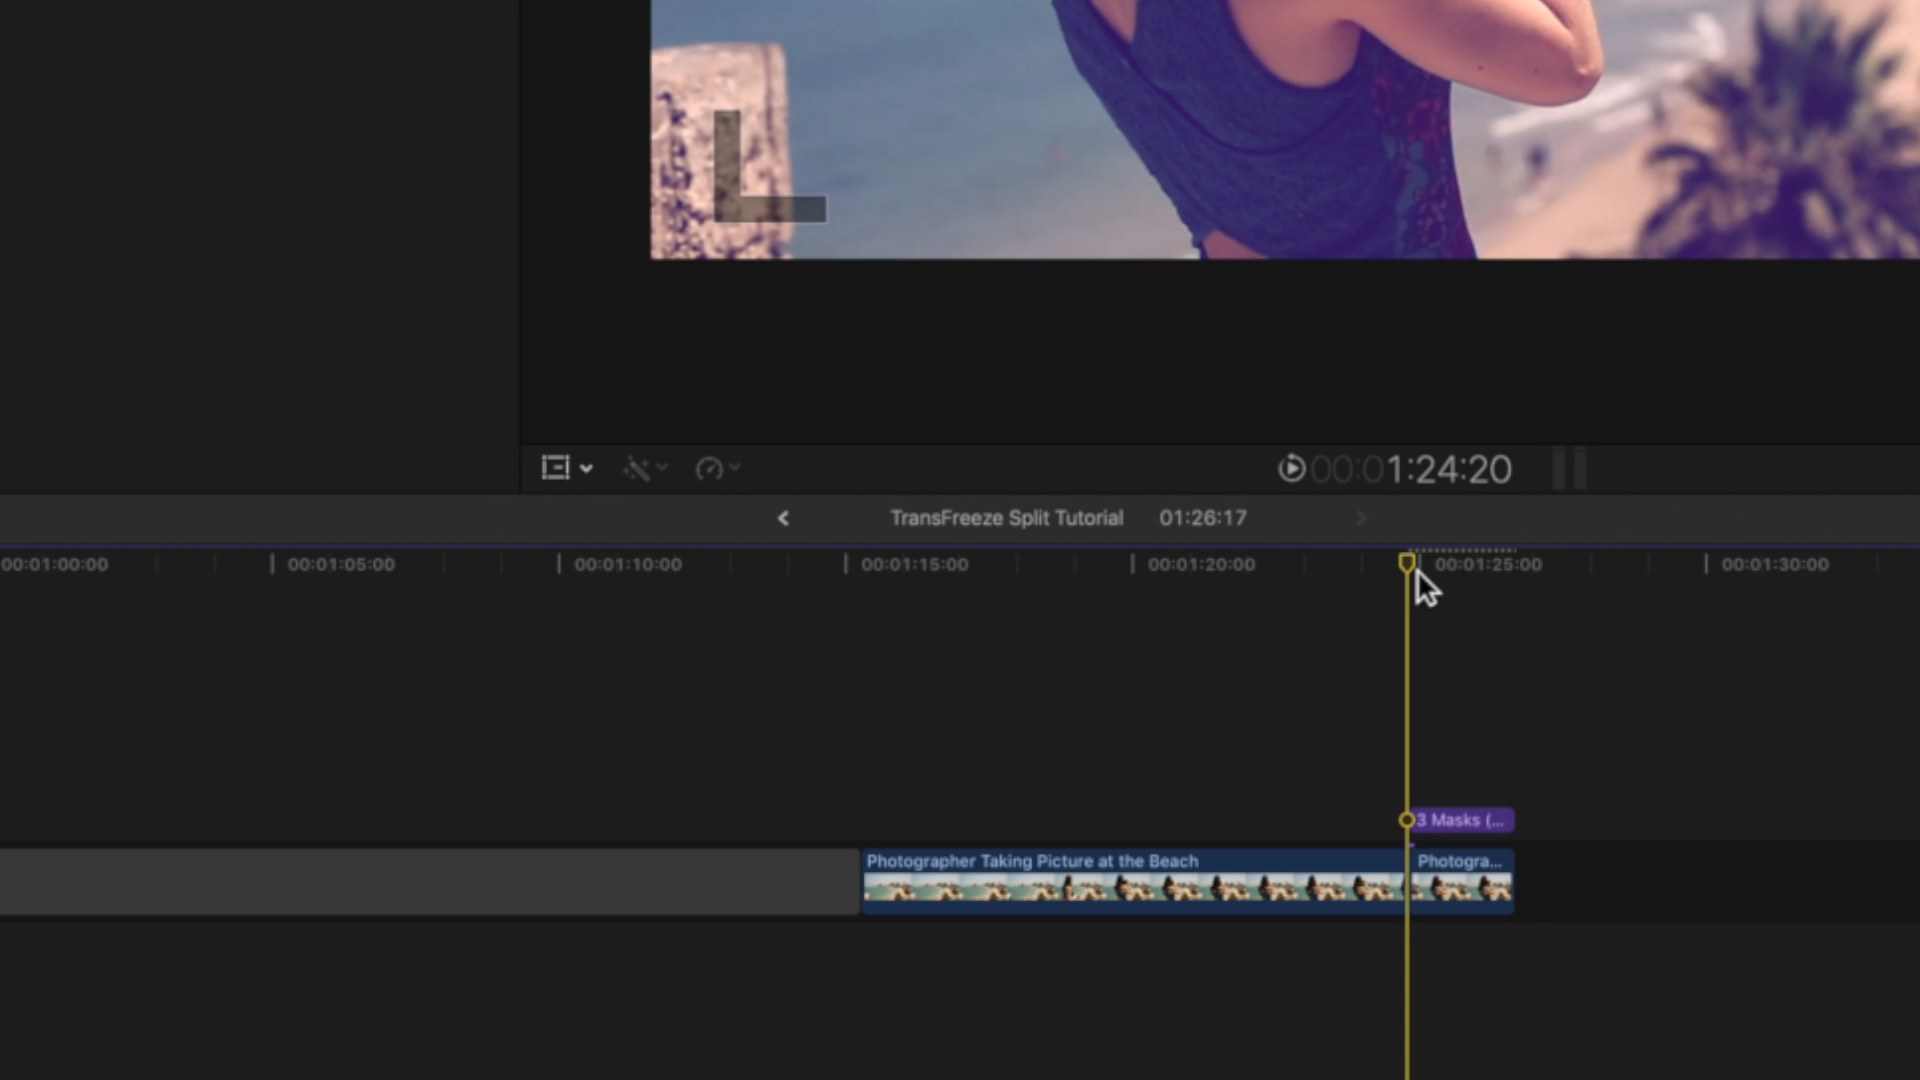 00:01:24:20
TransFreeze Split Tutorial 01:26:17
00:01:00:00 00:01:05:00 00:01:10:00 00:01:15:00 00:01:20:00 00:01:25:00 00:01:30:00
3 Masks (...
Photographer Taking Picture at the Beach Photogra...